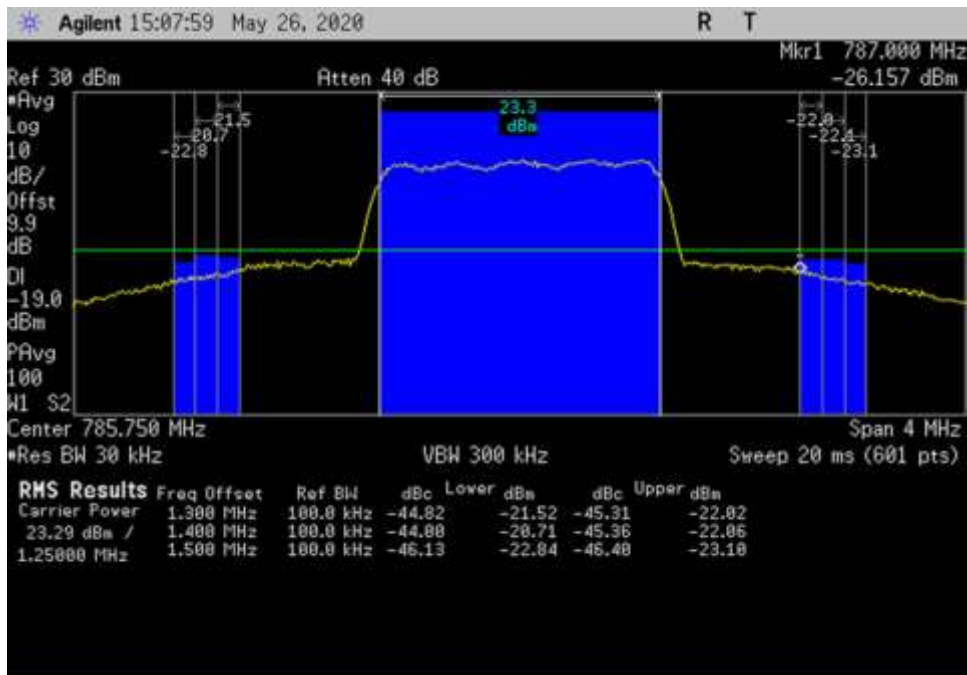 Agilent 15:07:59 May 26, 2020 R T
Mkr1 787.000 MHz
Ref 30 dBm Atten 40 dB -26.157 dBm
#Avg
Log
10
dB/
Offst
9.9
dB
DI
-19.0
dBm
PAvg
100
W1 S2
23.3
dBm
-21.5
-20.7
-22.8
-22.0
-22.1
-23.1
Center 785.750 MHz Span 4 MHz
#Res BW 30 kHz VBW 300 kHz Sweep 20 ms (601 pts)
RMS Results Freq Offset Ref BW dBc Lower dBm dBc Upper dBm
Carrier Power 1.300 MHz 100.0 kHz -44.82 -21.52 -45.31 -22.02
23.29 dBm / 1.400 MHz 100.0 kHz -44.00 -20.71 -45.36 -22.06
1.25000 MHz 1.500 MHz 100.0 kHz -46.13 -22.84 -46.40 -23.10